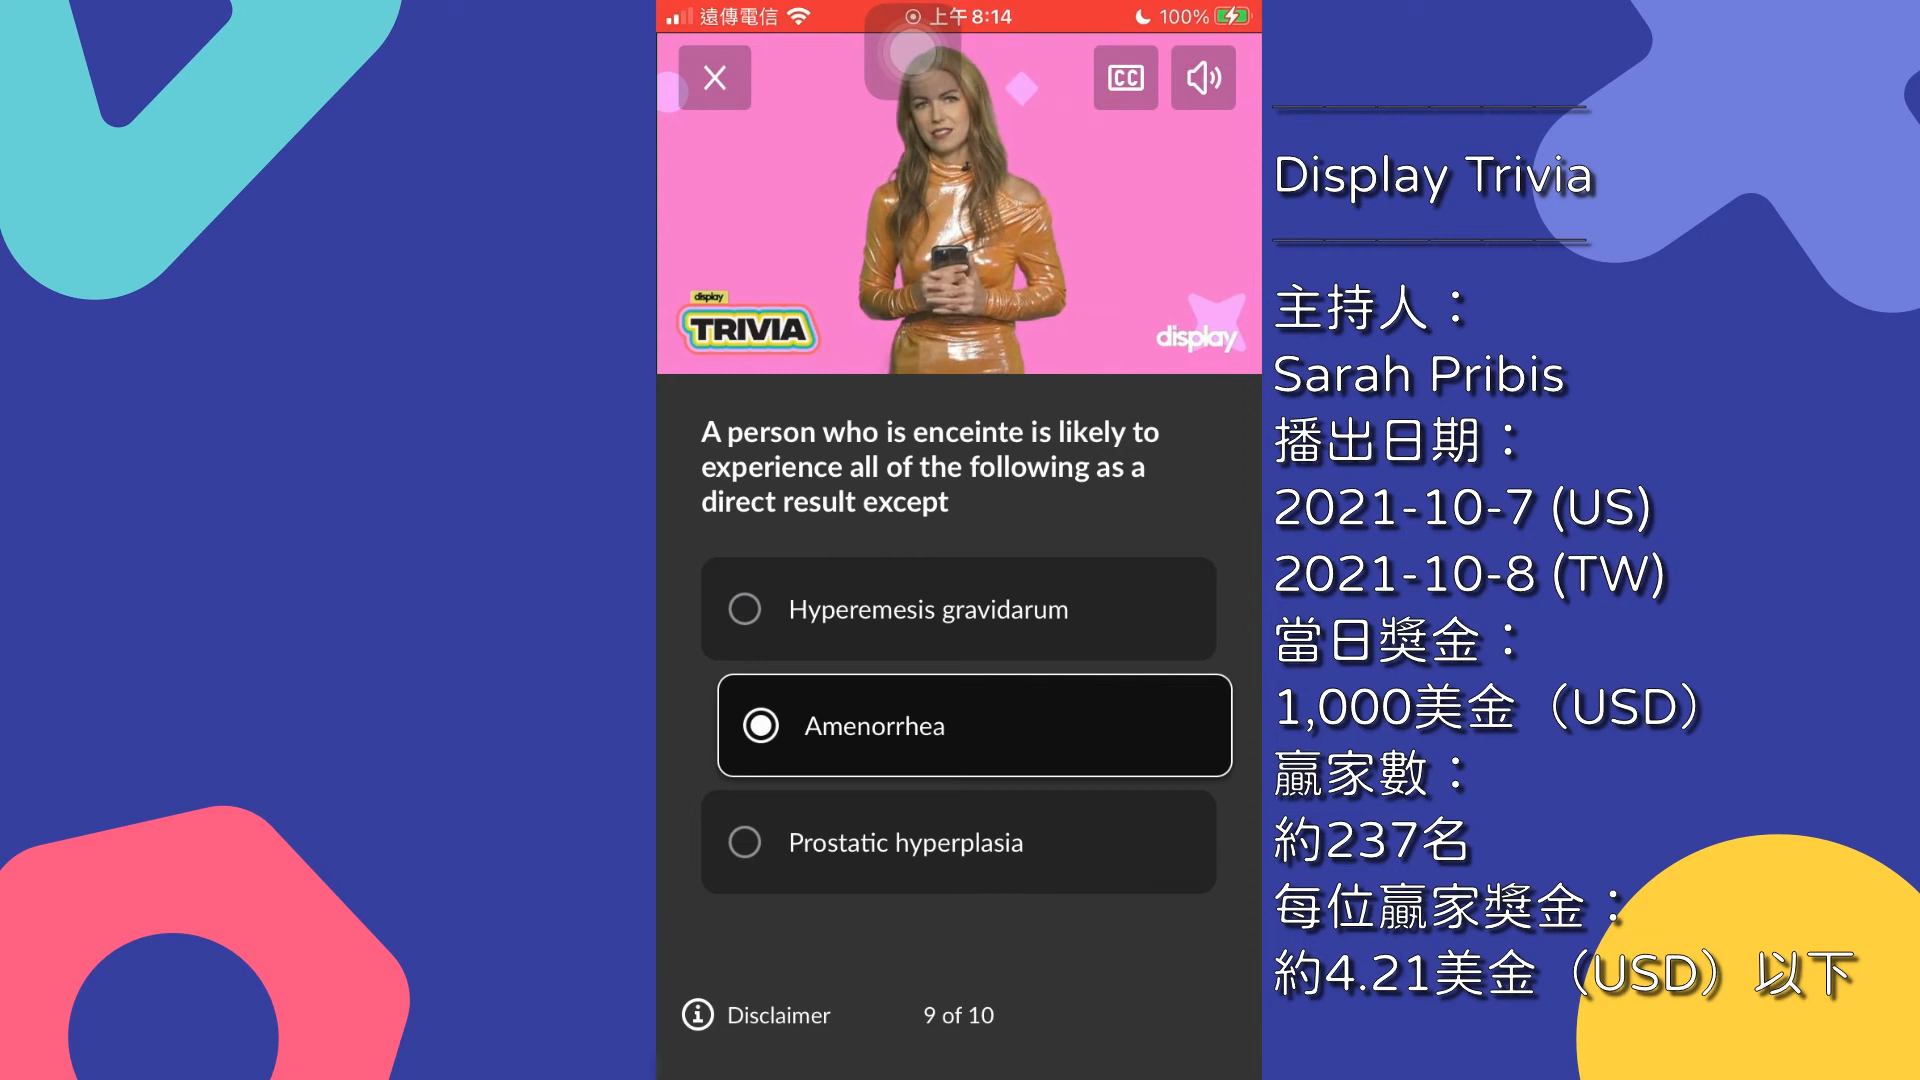 遠傳電信
上午8:14
100%
CC
display
TRIVIA
display
A person who is enceinte is likely to
experience all of the following as a
direct result except
Hyperemesis gravidarum
Amenorrhea
Prostatic hyperplasia
Disclaimer
9 of 10
Display Trivia
主持人：
Sarah Pribis
播出日期：
2021-10-7 (US)
2021-10-8 (TW)
當日獎金：
1,000美金（USD）
贏家數：
約237名
每位贏家獎金：
約4.21美金（USD）以下